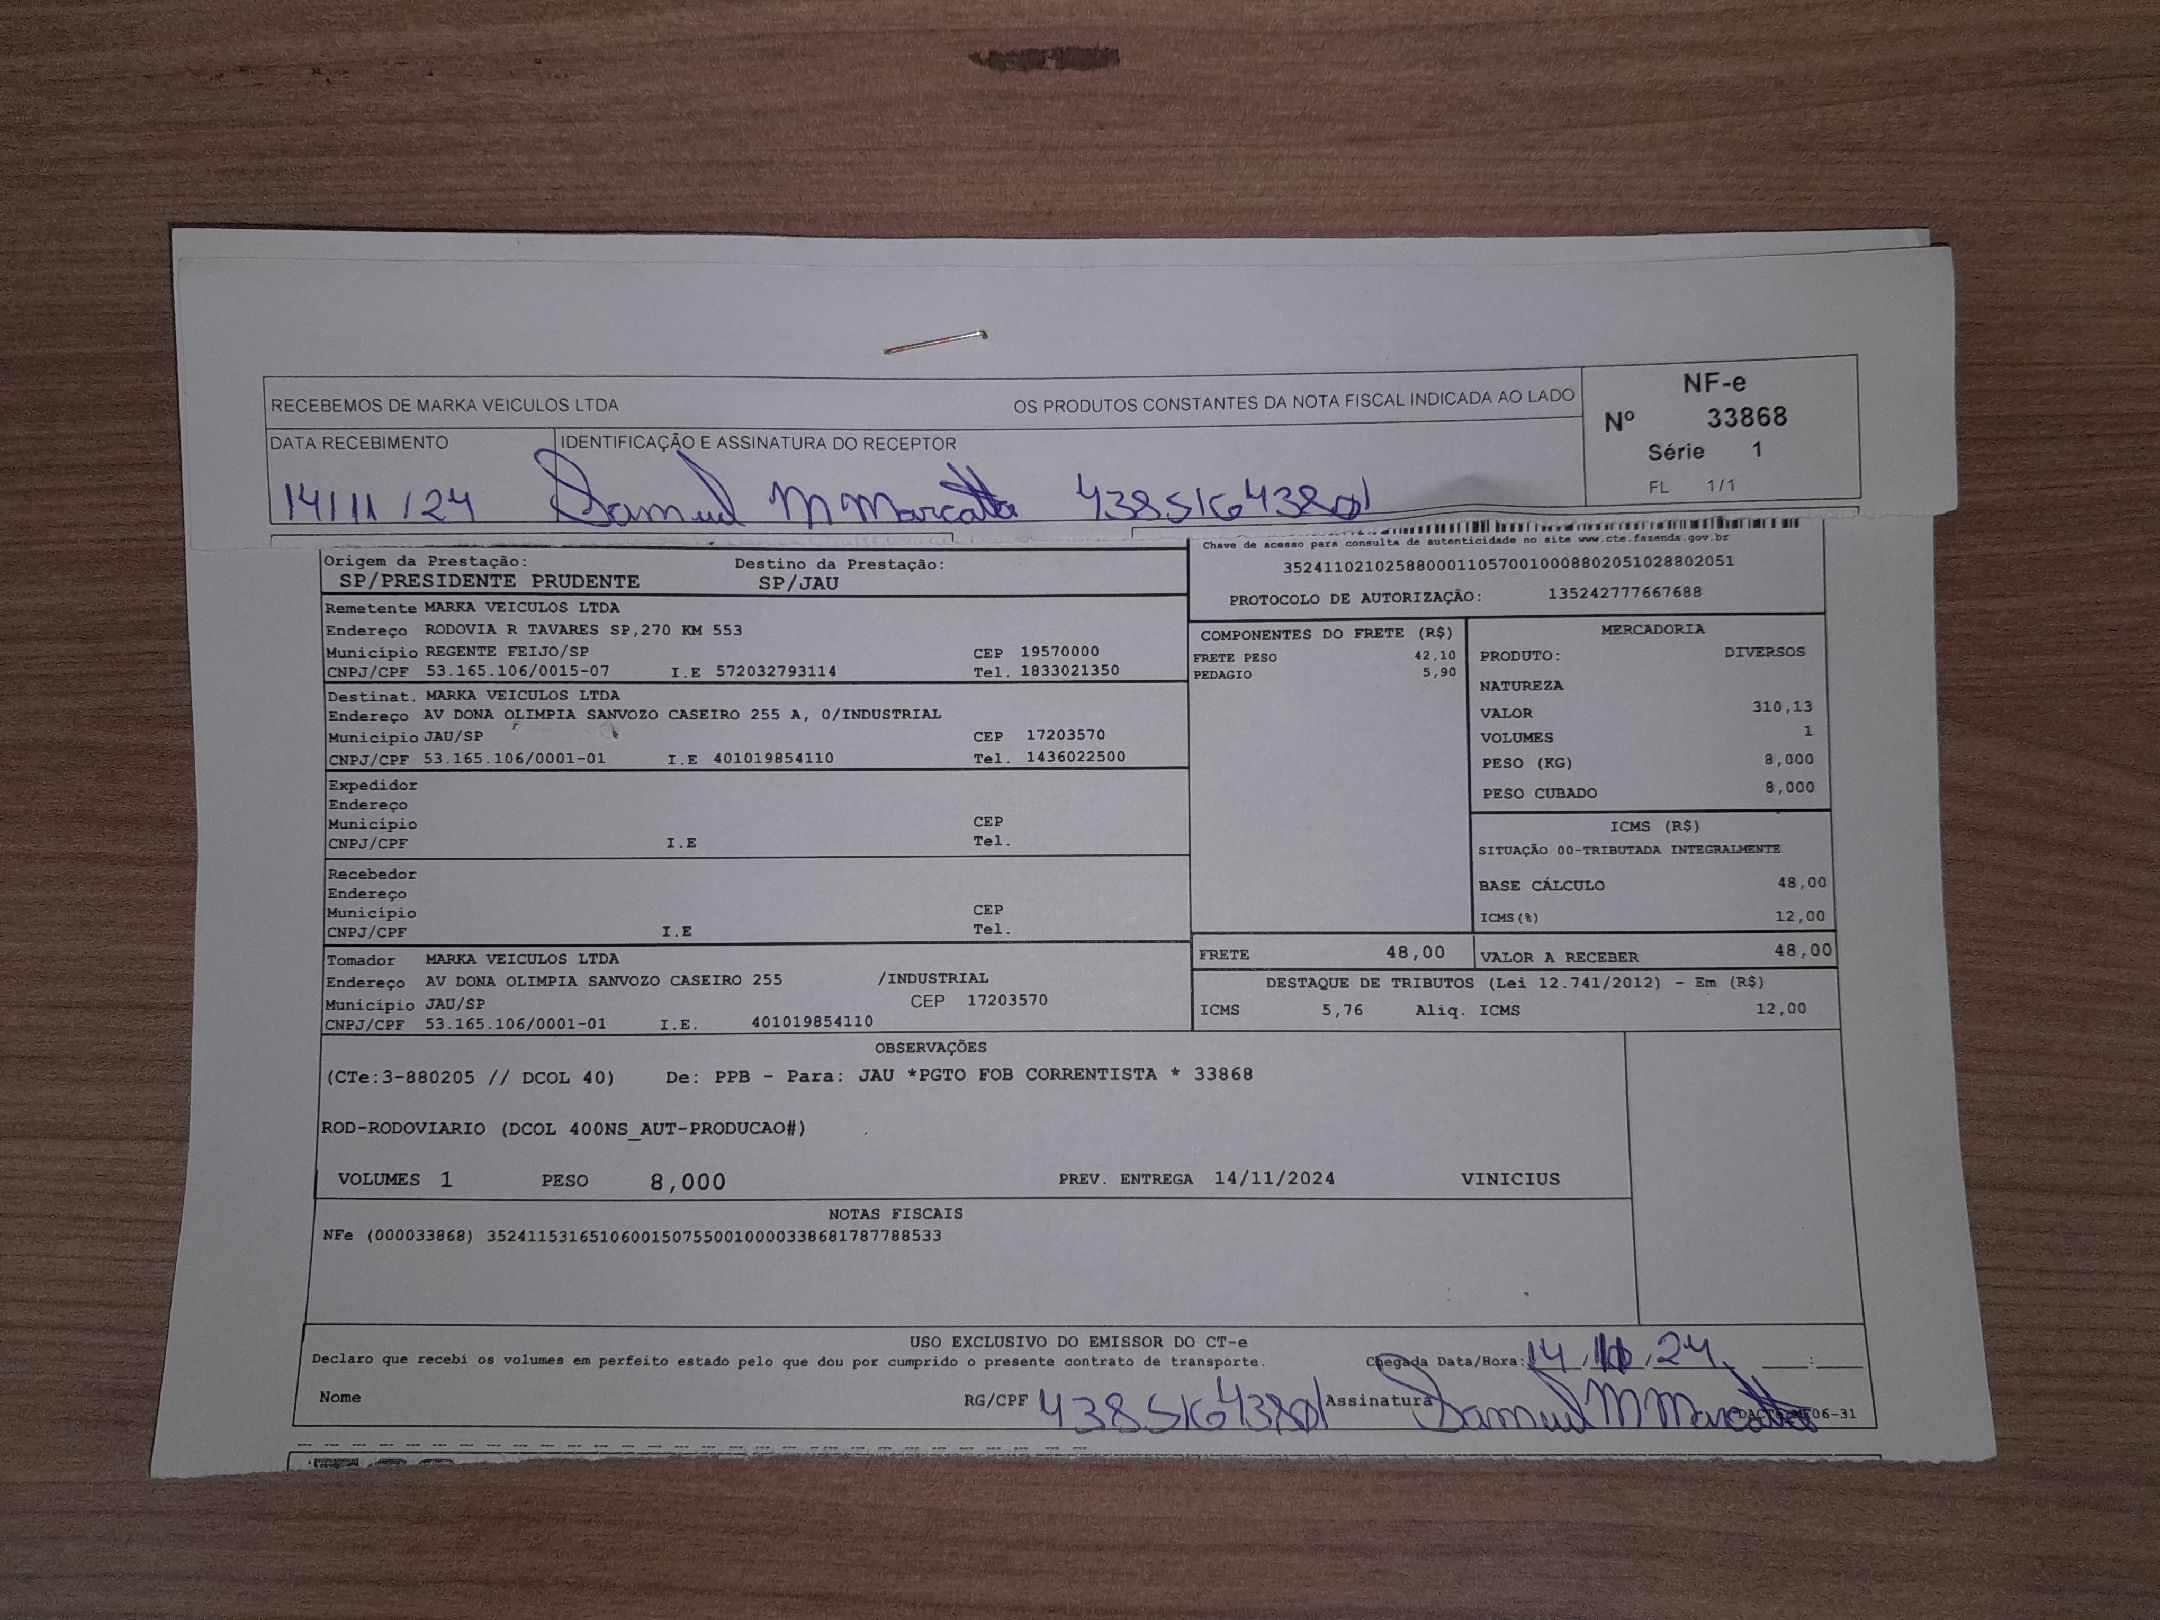 RECEBEMOS DE MARKA VEICULOS LTDA OS PRODUTOS CONSTANTES DA NOTA FISCAL INDICADA AO LADO
NF-e
Nº 33868
Série 1
FL 1/1
DATA RECEBIMENTO IDENTIFICAÇÃO E ASSINATURA DO RECEPTOR
14/11/24 Samuel M Marcatto 43851643801
Chave de acesso para consulta de autenticidade no site www.cte.fazenda.gov.br
35241102102588000110570010008802051028802051
PROTOCOLO DE AUTORIZAÇÃO: 135242777667688
Origem da Prestação: Destino da Prestação:
SP/PRESIDENTE PRUDENTE SP/JAU
Remetente MARKA VEICULOS LTDA
Endereço RODOVIA R TAVARES SP,270 KM 553
Município REGENTE FEIJO/SP CEP 19570000
CNPJ/CPF 53.165.106/0015-07 I.E 572032793114 Tel. 1833021350
Destinat. MARKA VEICULOS LTDA
Endereço AV DONA OLIMPIA SANVOZO CASEIRO 255 A, 0/INDUSTRIAL
Município JAU/SP CEP 17203570
CNPJ/CPF 53.165.106/0001-01 I.E 401019854110 Tel. 1436022500
Expedidor
Endereço
Município CEP
CNPJ/CPF I.E Tel.
Recebedor
Endereço
Município CEP
CNPJ/CPF I.E Tel.
Tomador MARKA VEICULOS LTDA
Endereço AV DONA OLIMPIA SANVOZO CASEIRO 255 /INDUSTRIAL
Município JAU/SP CEP 17203570
CNPJ/CPF 53.165.106/0001-01 I.E. 401019854110
COMPONENTES DO FRETE (R$)
FRETE PESO 42,10
PEDAGIO 5,90
MERCADORIA
PRODUTO: DIVERSOS
NATUREZA
VALOR 310,13
VOLUMES 1
PESO (KG) 8,000
PESO CUBADO 8,000
ICMS (R$)
SITUAÇÃO 00-TRIBUTADA INTEGRALMENTE
BASE CÁLCULO 48,00
ICMS(%) 12,00
FRETE 48,00 VALOR A RECEBER 48,00
DESTAQUE DE TRIBUTOS (Lei 12.741/2012) - Em (R$)
ICMS 5,76 Aliq. ICMS 12,00
OBSERVAÇÕES
(CTe:3-880205 // DCOL 40) De: PPB - Para: JAU *PGTO FOB CORRENTISTA * 33868
ROD-RODOVIARIO (DCOL 400NS_AUT-PRODUCAO#)
VOLUMES 1 PESO 8,000 PREV. ENTREGA 14/11/2024 VINICIUS
NOTAS FISCAIS
NFe (000033868) 35241153165106001507550010000338681787788533
USO EXCLUSIVO DO EMISSOR DO CT-e
Declaro que recebi os volumes em perfeito estado pelo que dou por cumprido o presente contrato de transporte. Chegada Data/Hora: 14/11/24 :
Nome RG/CPF 43851643801 Assinatura Samuel M Marcatto